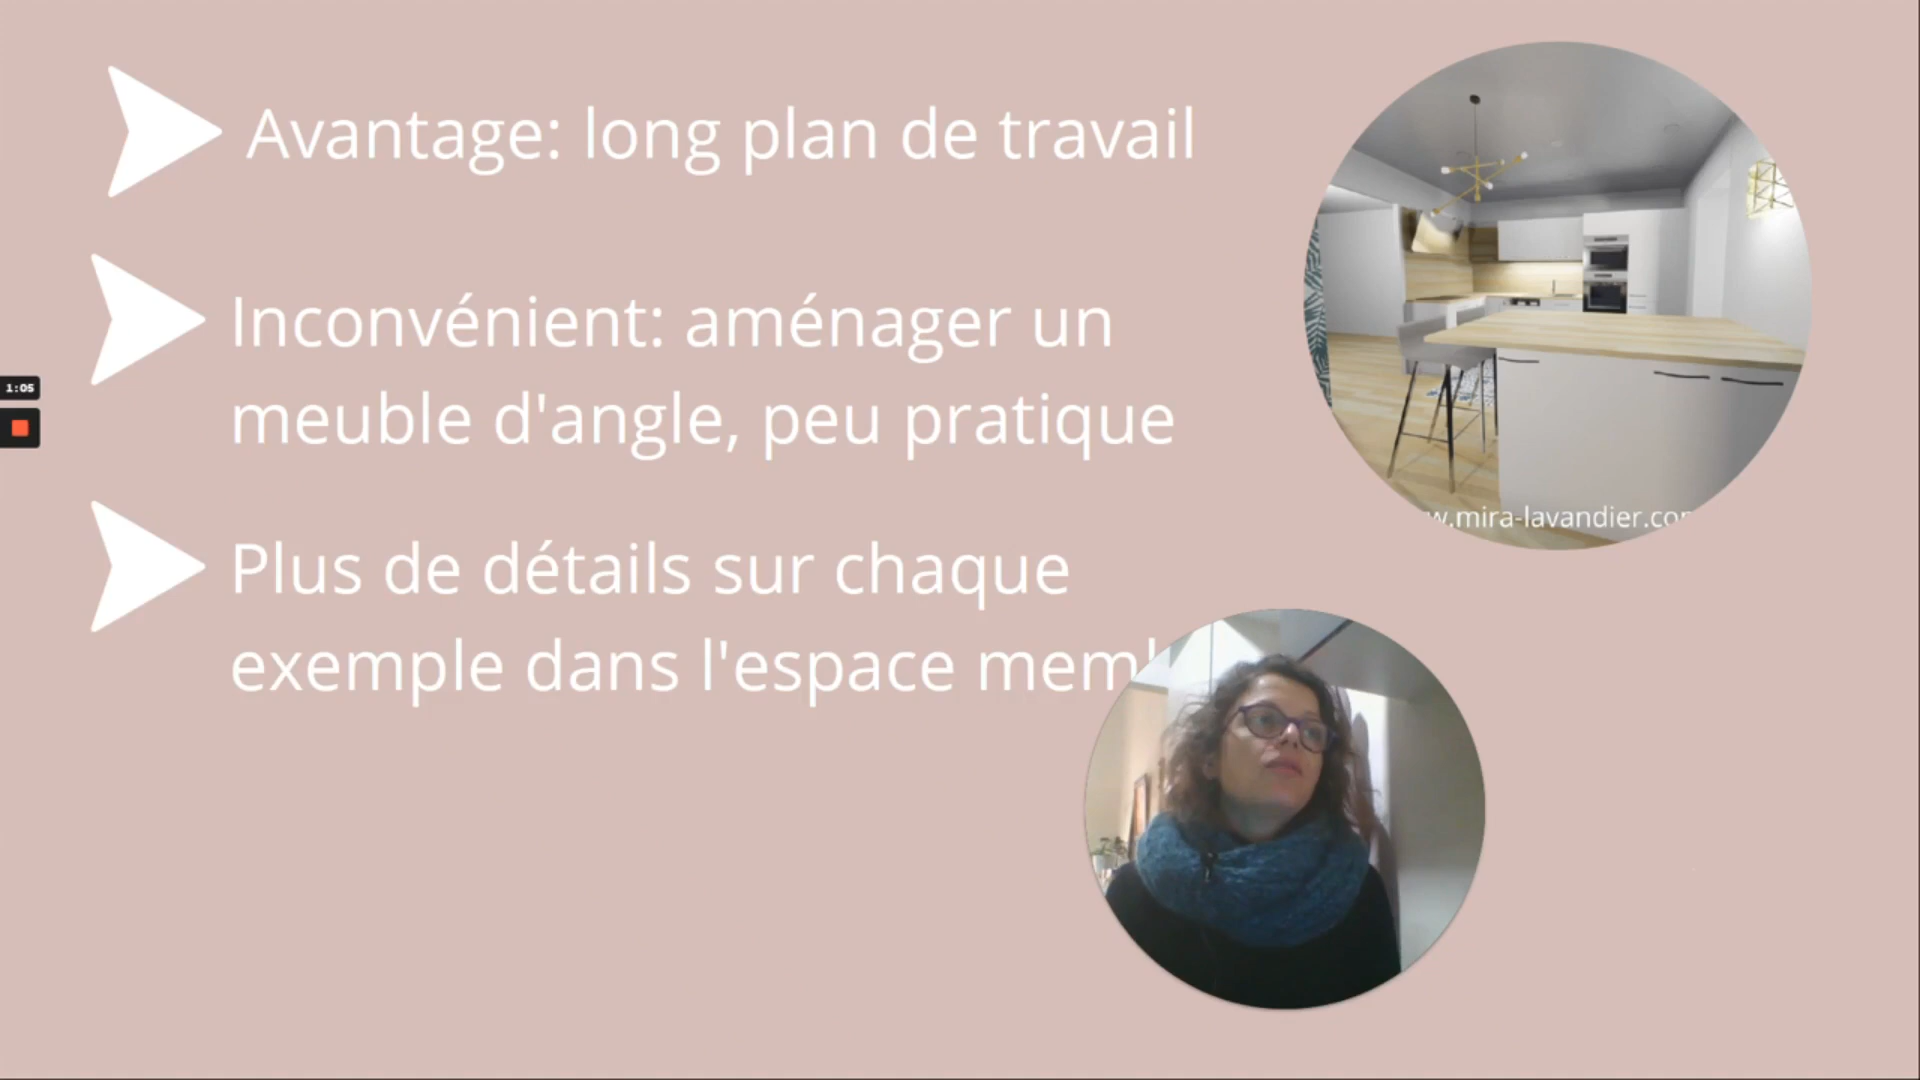 Avantage: long plan de travail
Inconvénient: aménager un
meuble d'angle, peu pratique
Plus de détails sur chaque
exemple dans l'espace
1:05
w.mira-lavandier.co